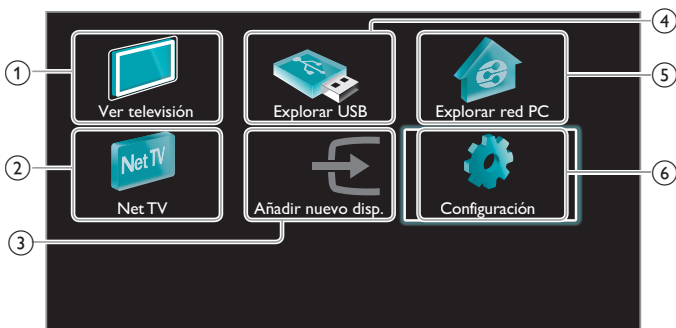 1
4
Ver televisión
Explorar USB
Explorar red PC
5
Net TV
2
Net TV
Añadir nuevo disp.
Configuración
6
3